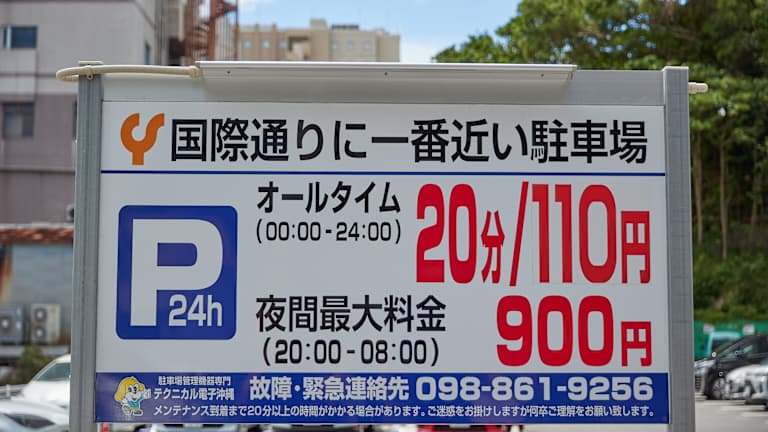 国際通りに一番近い駐車場
オールタイム
(00:00-24:00)
20分/110円
P
24h
夜間最大料金
(20:00-08:00)
900円
駐車場管理機器専門
テクニカル電子沖縄
故障・緊急連絡先 098-861-9256
メンテナンス到着まで20分以上の時間がかかる場合があります。ご迷惑をお掛けしますが何卒ご理解をお願い致します。